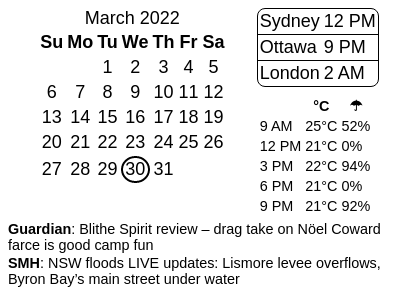 March 2022
Su Mo Tu We Th Fr Sa
1 2 3 4 5
6 7 8 9 10 11 12
13 14 15 16 17 18 19
20 21 22 23 24 25 26
27 28 29 30 31
Sydney 12 PM
Ottawa 9 PM
London 2 AM
°C ☂
9 AM 25°C 52%
12 PM 21°C 0%
3 PM 22°C 94%
6 PM 21°C 0%
9 PM 21°C 92%
Guardian: Blithe Spirit review – drag take on Nöel Coward
farce is good camp fun
SMH: NSW floods LIVE updates: Lismore levee overflows,
Byron Bay’s main street under water